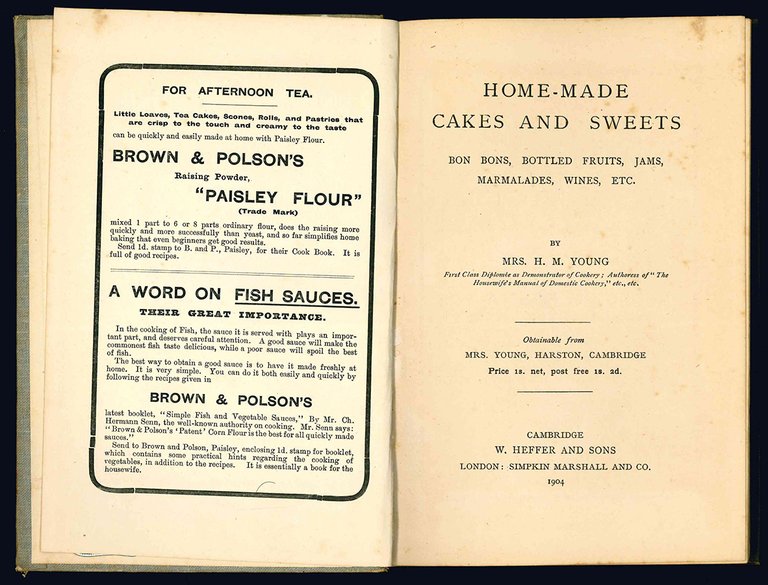 FOR AFTERNOON TEA.
Little Loaves, Tea Cakes, Scones, Rolls, and Pastries that
are crisp to the touch and creamy to the taste
can be quickly and easily made at home with Paisley Flour.
BROWN & POLSON'S
Raising Powder,
"PAISLEY FLOUR"
(Trade Mark)
mixed 1 part to 6 or 8 parts ordinary flour, does the raising more
quickly and more successfully than yeast, and so far simplifies home
baking that even beginners get good results.
Send 1d. stamp to B. and P., Paisley, for their Cook Book. It is
full of good recipes.
A WORD ON FISH SAUCES.
THEIR GREAT IMPORTANCE.
In the cooking of Fish, the sauce it is served with plays an impor-
tant part, and deserves careful attention. A good sauce will make the
commonest fish taste delicious, while a poor sauce will spoil the best
of fish.
The best way to obtain a good sauce is to have it made freshly at
home. It is very simple. You can do it both easily and quickly by
following the recipes given in
BROWN & POLSON'S
latest booklet, "Simple Fish and Vegetable Sauces," By Mr. Ch.
Hermann Senn, the well-known authority on cooking. Mr. Senn says:
"Brown & Polson's 'Patent' Corn Flour is the best for all quickly made
sauces."
Send to Brown and Polson, Paisley, enclosing 1d. stamp for booklet,
which contains some practical hints regarding the cooking of
vegetables, in addition to the recipes. It is essentially a book for the
housewife.
HOME-MADE
CAKES AND SWEETS
BON BONS, BOTTLED FRUITS, JAMS,
MARMALADES, WINES, ETC.
BY
MRS. H. M. YOUNG
First Class Diplomée as Demonstrator of Cookery; Authoress of "The
Housewife's Manual of Domestic Cookery," etc., etc.
Obtainable from
MRS. YOUNG, HARSTON, CAMBRIDGE
Price 1s. net, post free 1s. 2d.
CAMBRIDGE
W. HEFFER AND SONS
LONDON: SIMPKIN MARSHALL AND CO.
1904